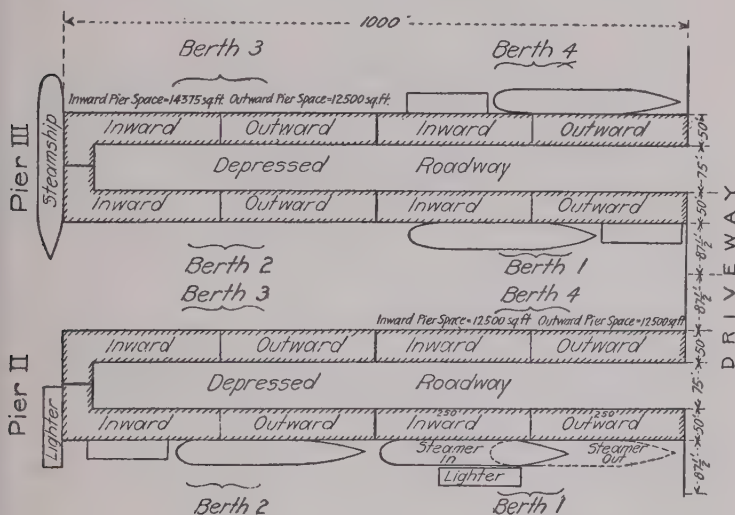 1000'
Berth 3 Berth 4
Inward Pier Space=14375 sq.ft. Outward Pier Space=12500 sq.ft.
Pier III
Steamship
Inward Outward Inward Outward
Depressed Roadway
Inward Outward Inward Outward
50' 75' 50' 87½' 87½' 50' 75' 50' 87½'
DRIVEWAY
Berth 2 Berth 1
Berth 3 Berth 4
Inward Pier Space=12500 sq.ft. Outward Pier Space=12500 sq.ft.
Pier II
Inward Outward Inward Outward
Depressed Roadway
Inward Outward Inward 250' Outward 250'
Lighter
Steamer In
Steamer Out
Lighter
Berth 2 Berth 1